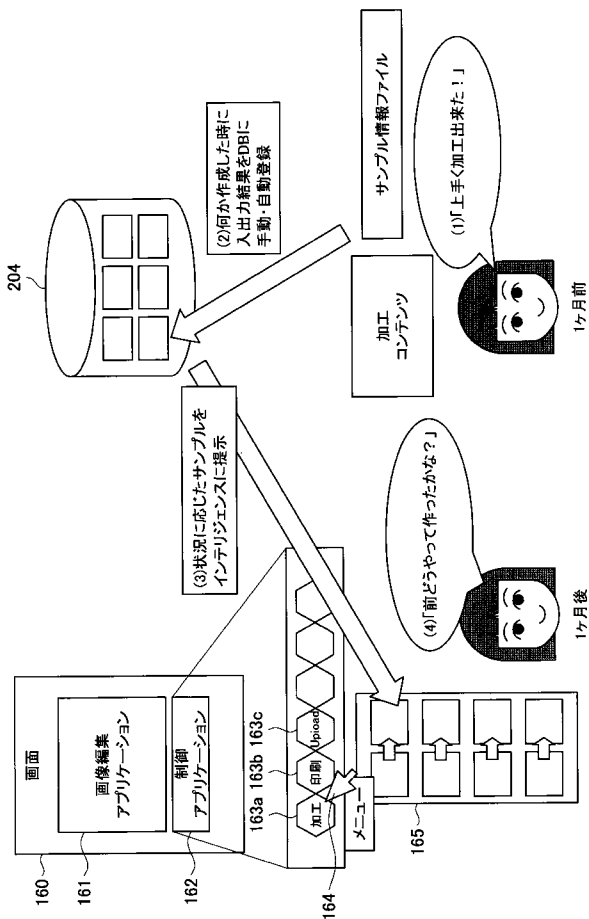 160
画面
161
画像編集
アプリケーション
162
制御
アプリケーション
163a
163b
163c
加工
印刷
Upload
164
メニュー
165
204
(3)状況に応じたサンプルを
インテリジェンスに提示
(2)何か作成した時に
入出力結果をDBに
手動・自動登録
(4)「前どうやって作ったかな?」
1ヶ月後
加工
コンテンツ
サンプル情報ファイル
(1)「上手く加工出来た!」
1ヶ月前